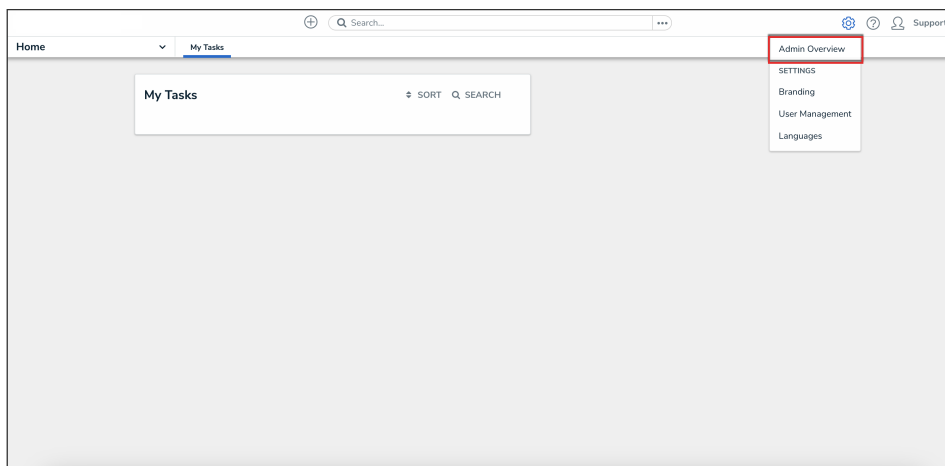 Search...
Support
Home
My Tasks
Admin Overview
SETTINGS
Branding
User Management
Languages
My Tasks
SORT
SEARCH